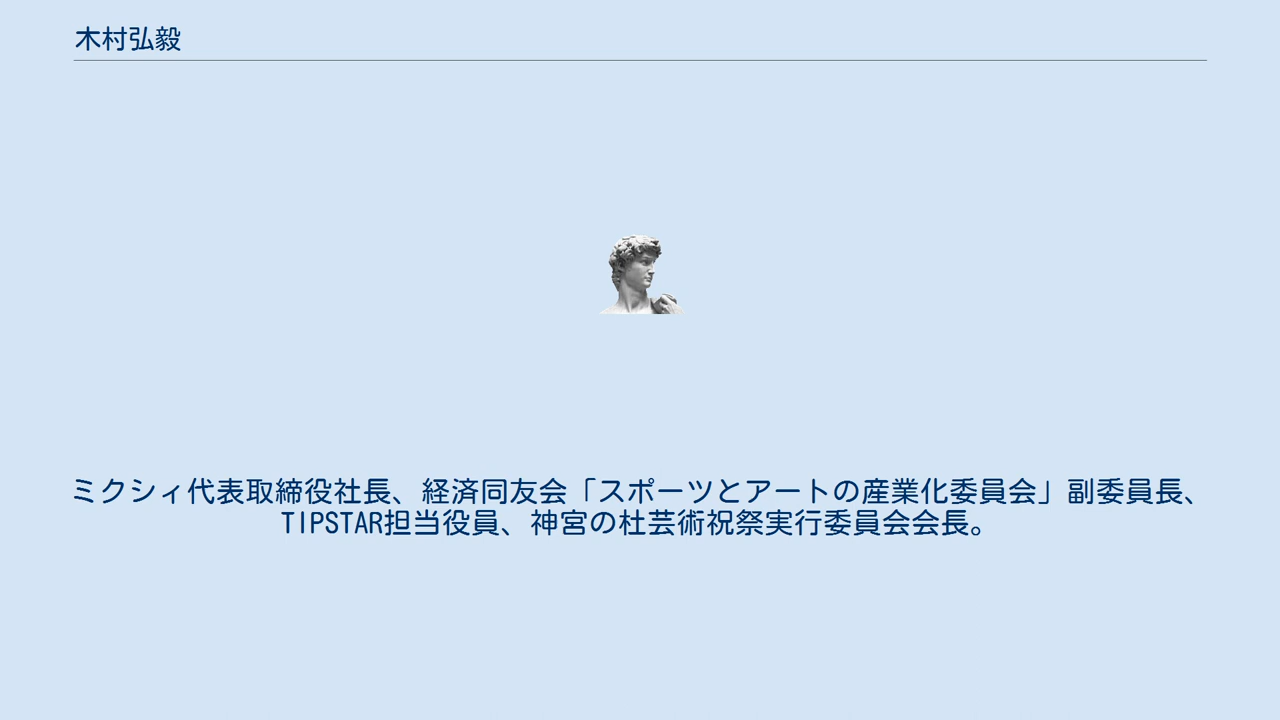 木村弘毅
ミクシィ代表取締役社長、経済同友会「スポーツとアートの産業化委員会」副委員長、
TIPSTAR担当役員、神宮の杜芸術祝祭実行委員会会長。